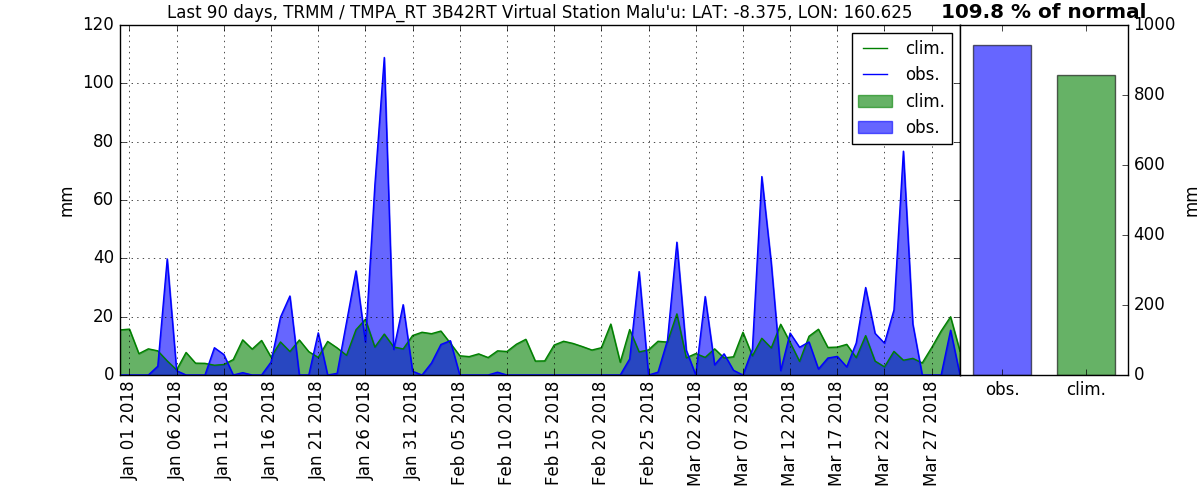 Last 90 days, TRMM / TMPA_RT 3B42RT Virtual Station Malu'u: LAT: -8.375, LON: 160.625
109.8 % of normal
120
100
80
60
40
20
0
mm
clim.
obs.
clim.
obs.
1000
800
600
400
200
0
mm
Jan 01 2018
Jan 06 2018
Jan 11 2018
Jan 16 2018
Jan 21 2018
Jan 26 2018
Jan 31 2018
Feb 05 2018
Feb 10 2018
Feb 15 2018
Feb 20 2018
Feb 25 2018
Mar 02 2018
Mar 07 2018
Mar 12 2018
Mar 17 2018
Mar 22 2018
Mar 27 2018
obs.
clim.